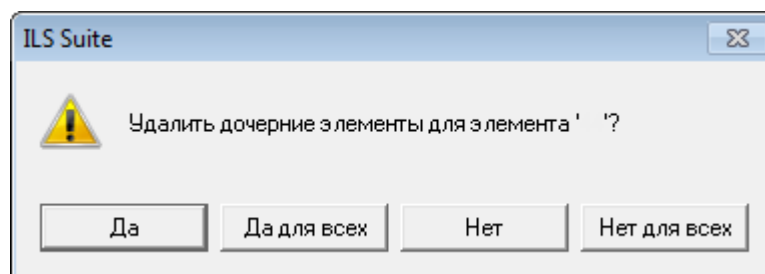 ILS Suite
Удалить дочерние элементы для элемента ' '?
Да
Да для всех
Нет
Нет для всех